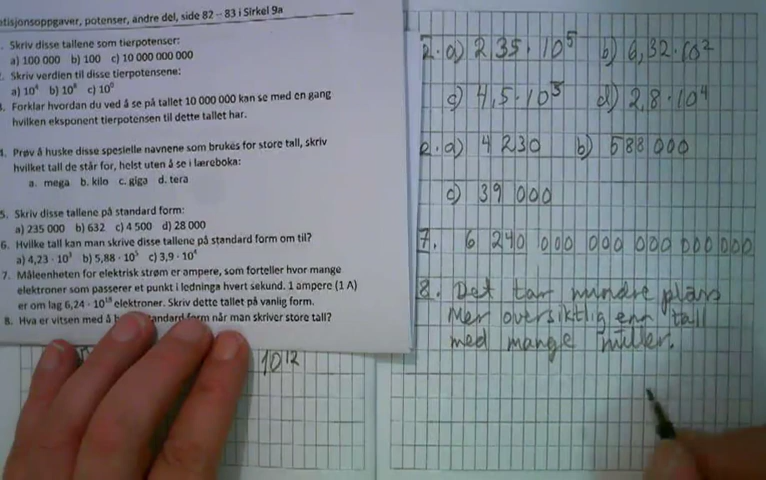 tisjonsoppgaver, potenser, andre del, side 82 – 83 i Sirkel 9a
Skriv disse tallene som tierpotenser:
a) 100 000 b) 100 c) 10 000 000 000
Skriv verdien til disse tierpotensene:
a) 10⁴ b) 10⁸ c) 10⁰
Forklar hvordan du ved å se på tallet 10 000 000 kan se med en gang
hvilken eksponent tierpotensen til dette tallet har.
4. Prøv å huske disse spesielle navnene som brukes for store tall, skriv
hvilket tall de står for, helst uten å se i læreboka:
a. mega b. kilo c. giga d. tera
5. Skriv disse tallene på standard form:
a) 235 000 b) 632 c) 4 500 d) 28 000
6. Hvilke tall kan man skrive disse tallene på standard form om til?
a) 4,23 · 10³ b) 5,88 · 10⁵ c) 3,9 · 10⁴
7. Måleenheten for elektrisk strøm er ampere, som forteller hvor mange
elektroner som passerer et punkt i ledninga hvert sekund. 1 ampere (1 A)
er om lag 6,24 · 10¹⁸ elektroner. Skriv dette tallet på vanlig form.
8. Hva er vitsen med å b standard form når man skriver store tall?
10¹²
a) 2,35 · 10⁵ b) 6,32 · 10²
c) 4,5 · 10³ d) 2,8 · 10⁴
a) 4 230 b) 588 000
c) 39 000
7. 6 240 000 000 000 000 000
8. Det tar mindre plass
Mer oversiktlig enn tall
med mange nuller.